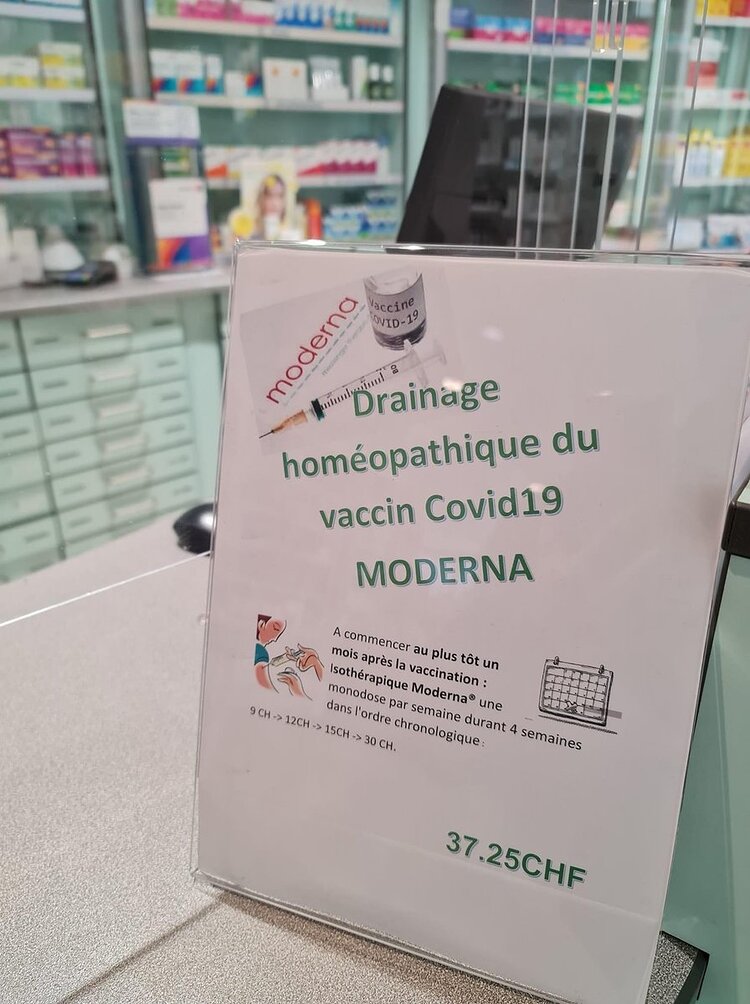 moderna
Vaccine
COVID-19
Drainage
homéopathique du
vaccin Covid19
MODERNA
A commencer au plus tôt un
mois après la vaccination :
Isothérapique Moderna® une
monodose par semaine durant 4 semaines
dans l'ordre chronologique :
9 CH -> 12CH -> 15CH -> 30 CH.
37.25CHF